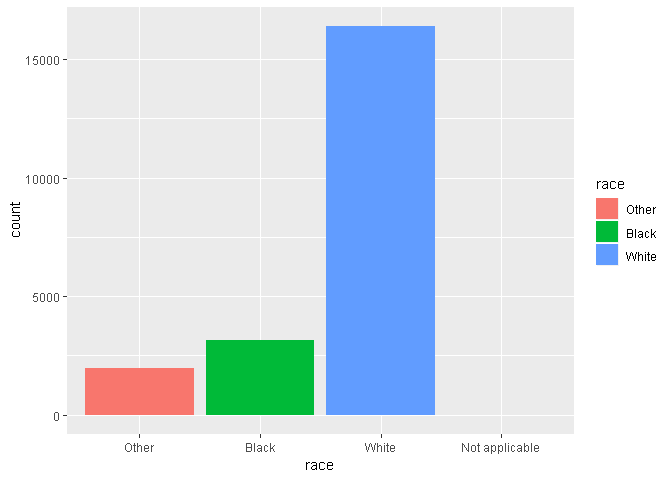 count
15000
10000
5000
0
Other Black White Not applicable
race
race
Other
Black
White